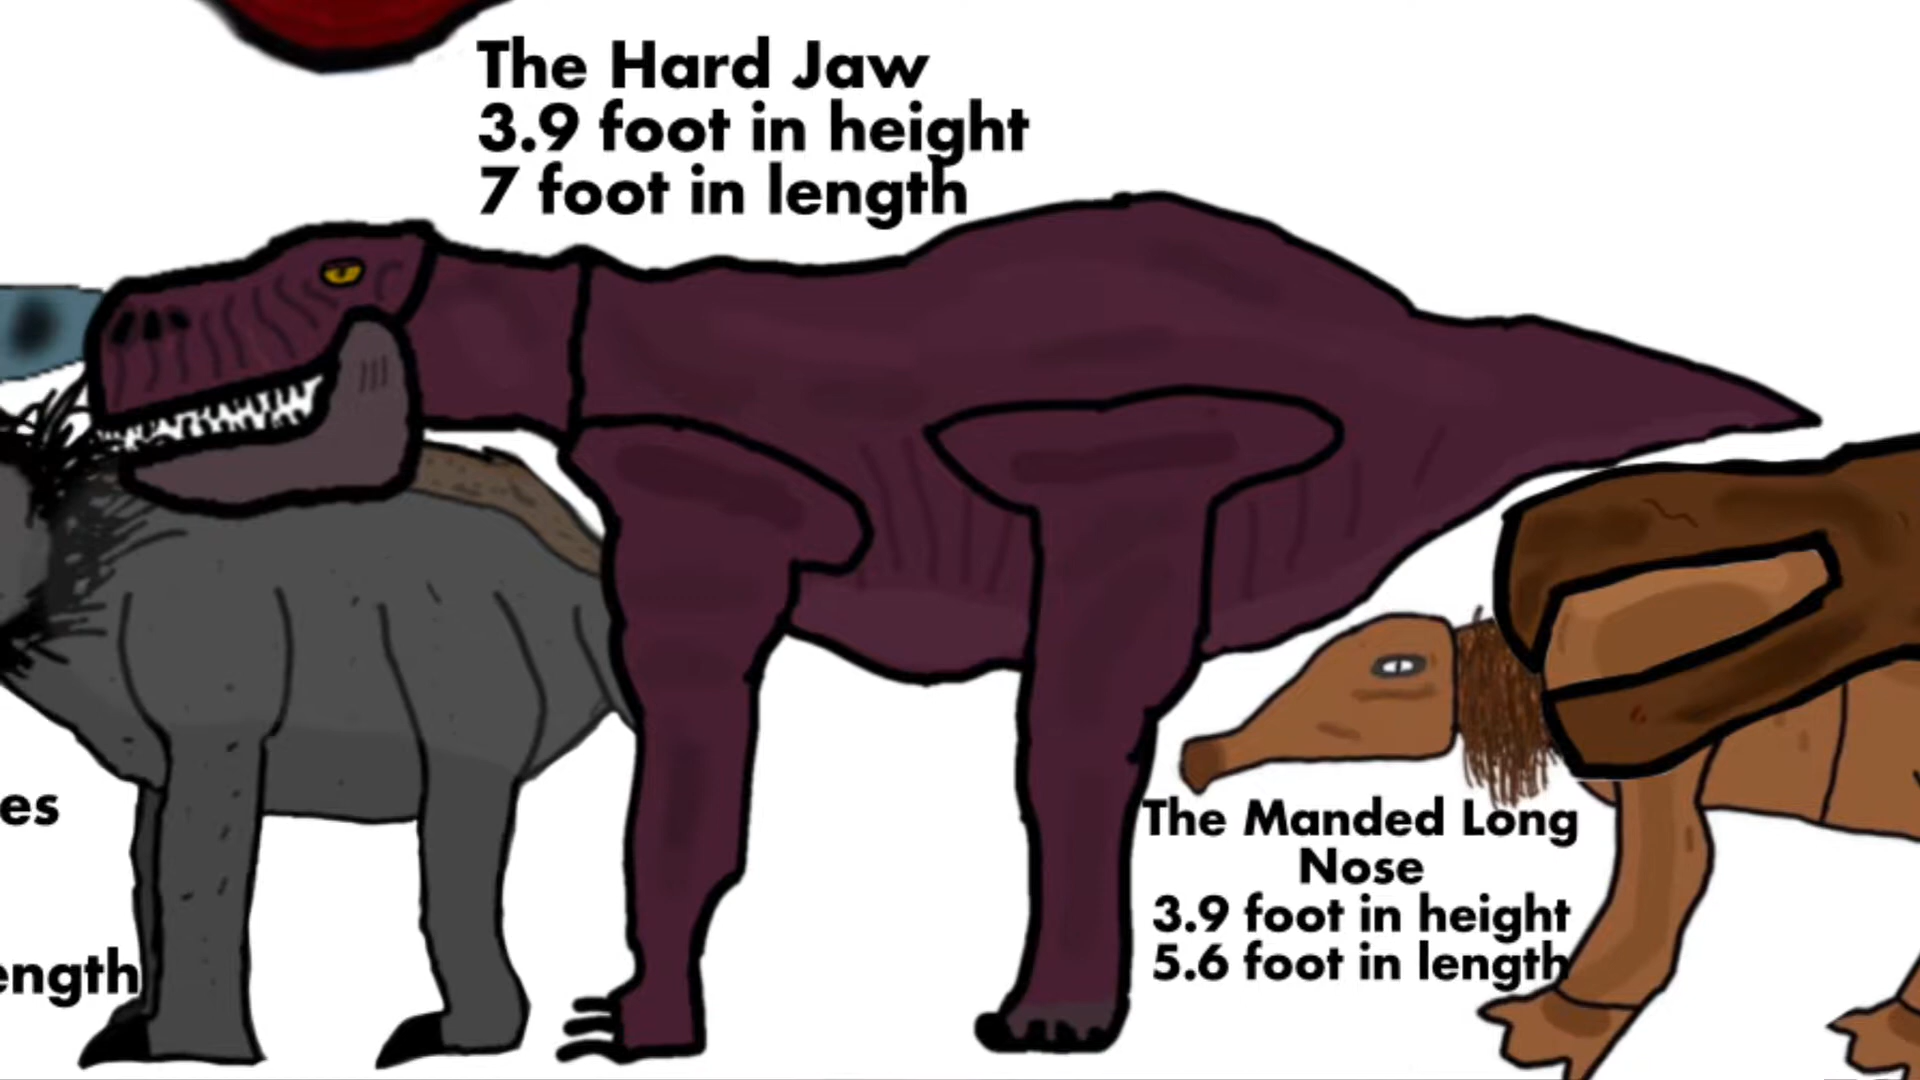 The Hard Jaw
3.9 foot in height
7 foot in length
es
ength
The Manded Long
Nose
3.9 foot in height
5.6 foot in length